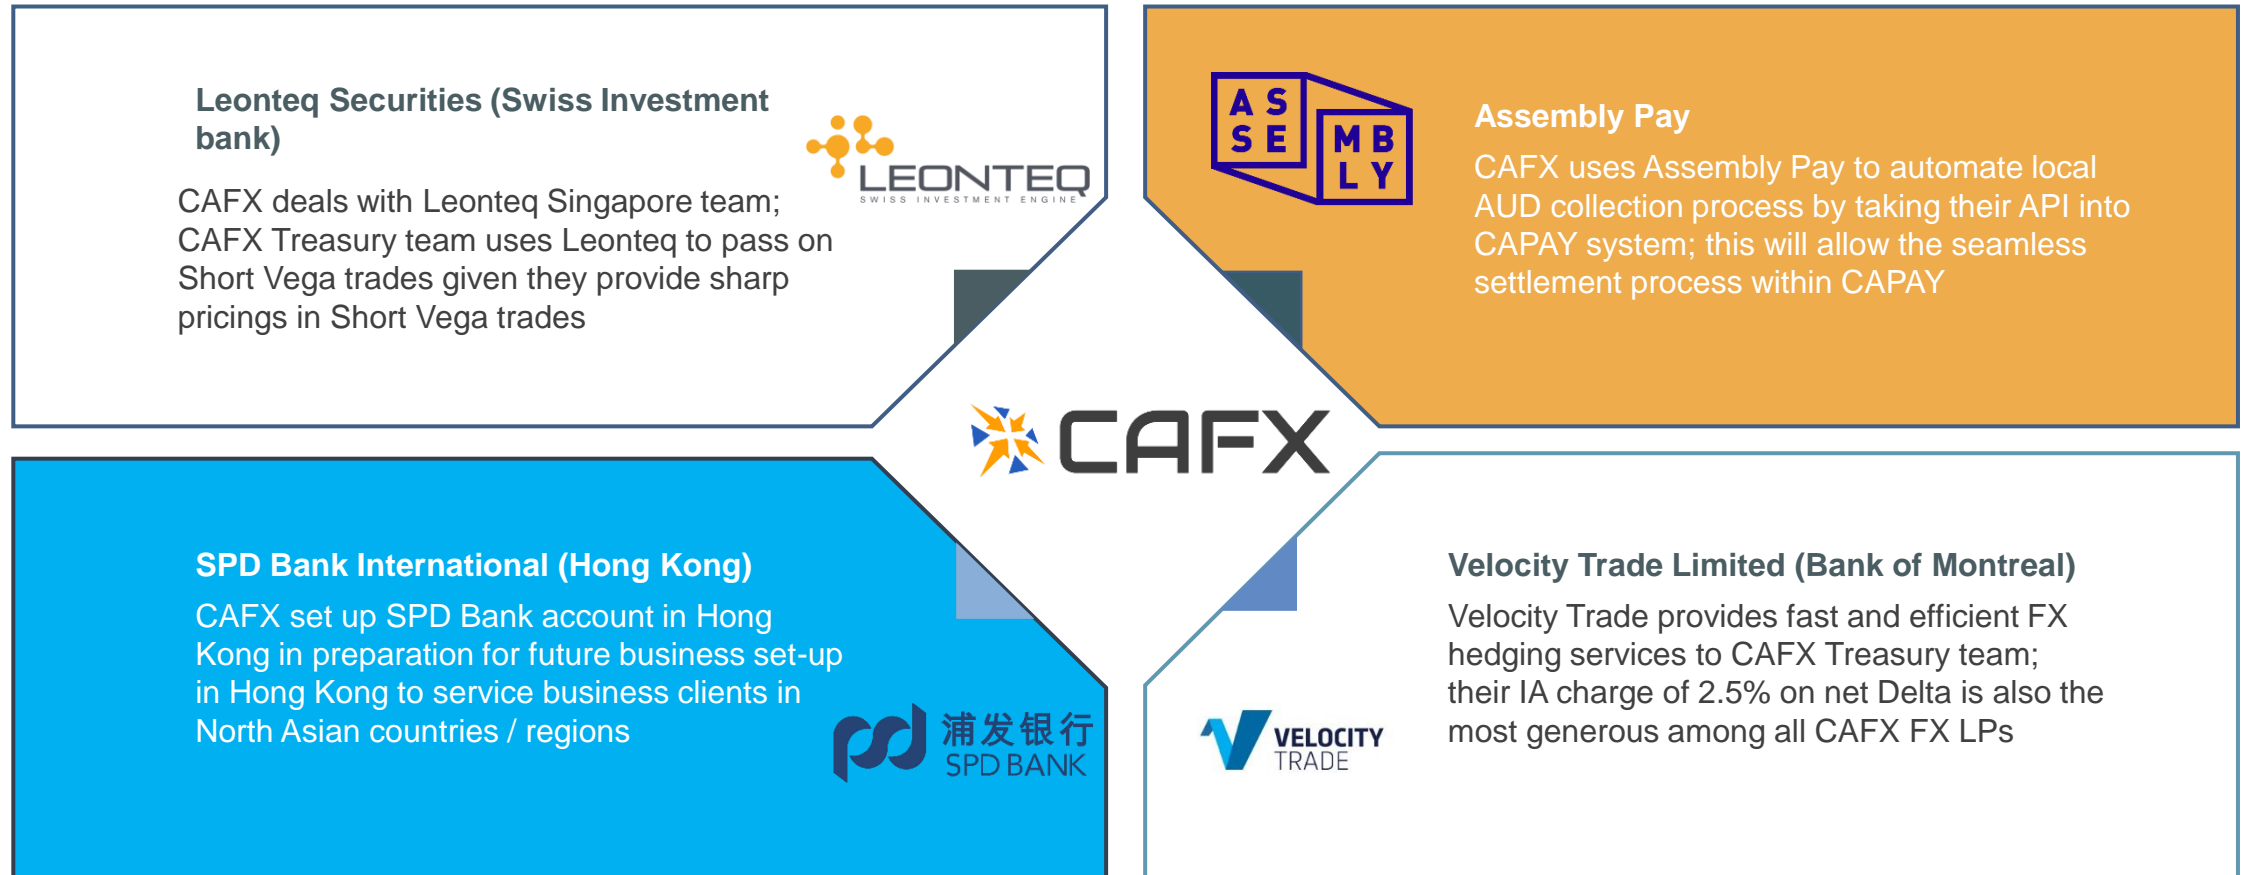 Leonteq Securities (Swiss Investment
bank)
LEONTEQ
SWISS INVESTMENT ENGINE
CAFX deals with Leonteq Singapore team;
CAFX Treasury team uses Leonteq to pass on
Short Vega trades given they provide sharp
pricings in Short Vega trades
AS
SE
MB
LY
Assembly Pay
CAFX uses Assembly Pay to automate local
AUD collection process by taking their API into
CAPAY system; this will allow the seamless
settlement process within CAPAY
CAFX
SPD Bank International (Hong Kong)
CAFX set up SPD Bank account in Hong
Kong in preparation for future business set-up
in Hong Kong to service business clients in
North Asian countries / regions
浦发银行
SPD BANK
Velocity Trade Limited (Bank of Montreal)
Velocity Trade provides fast and efficient FX
hedging services to CAFX Treasury team;
their IA charge of 2.5% on net Delta is also the
most generous among all CAFX FX LPs
VELOCITY
TRADE